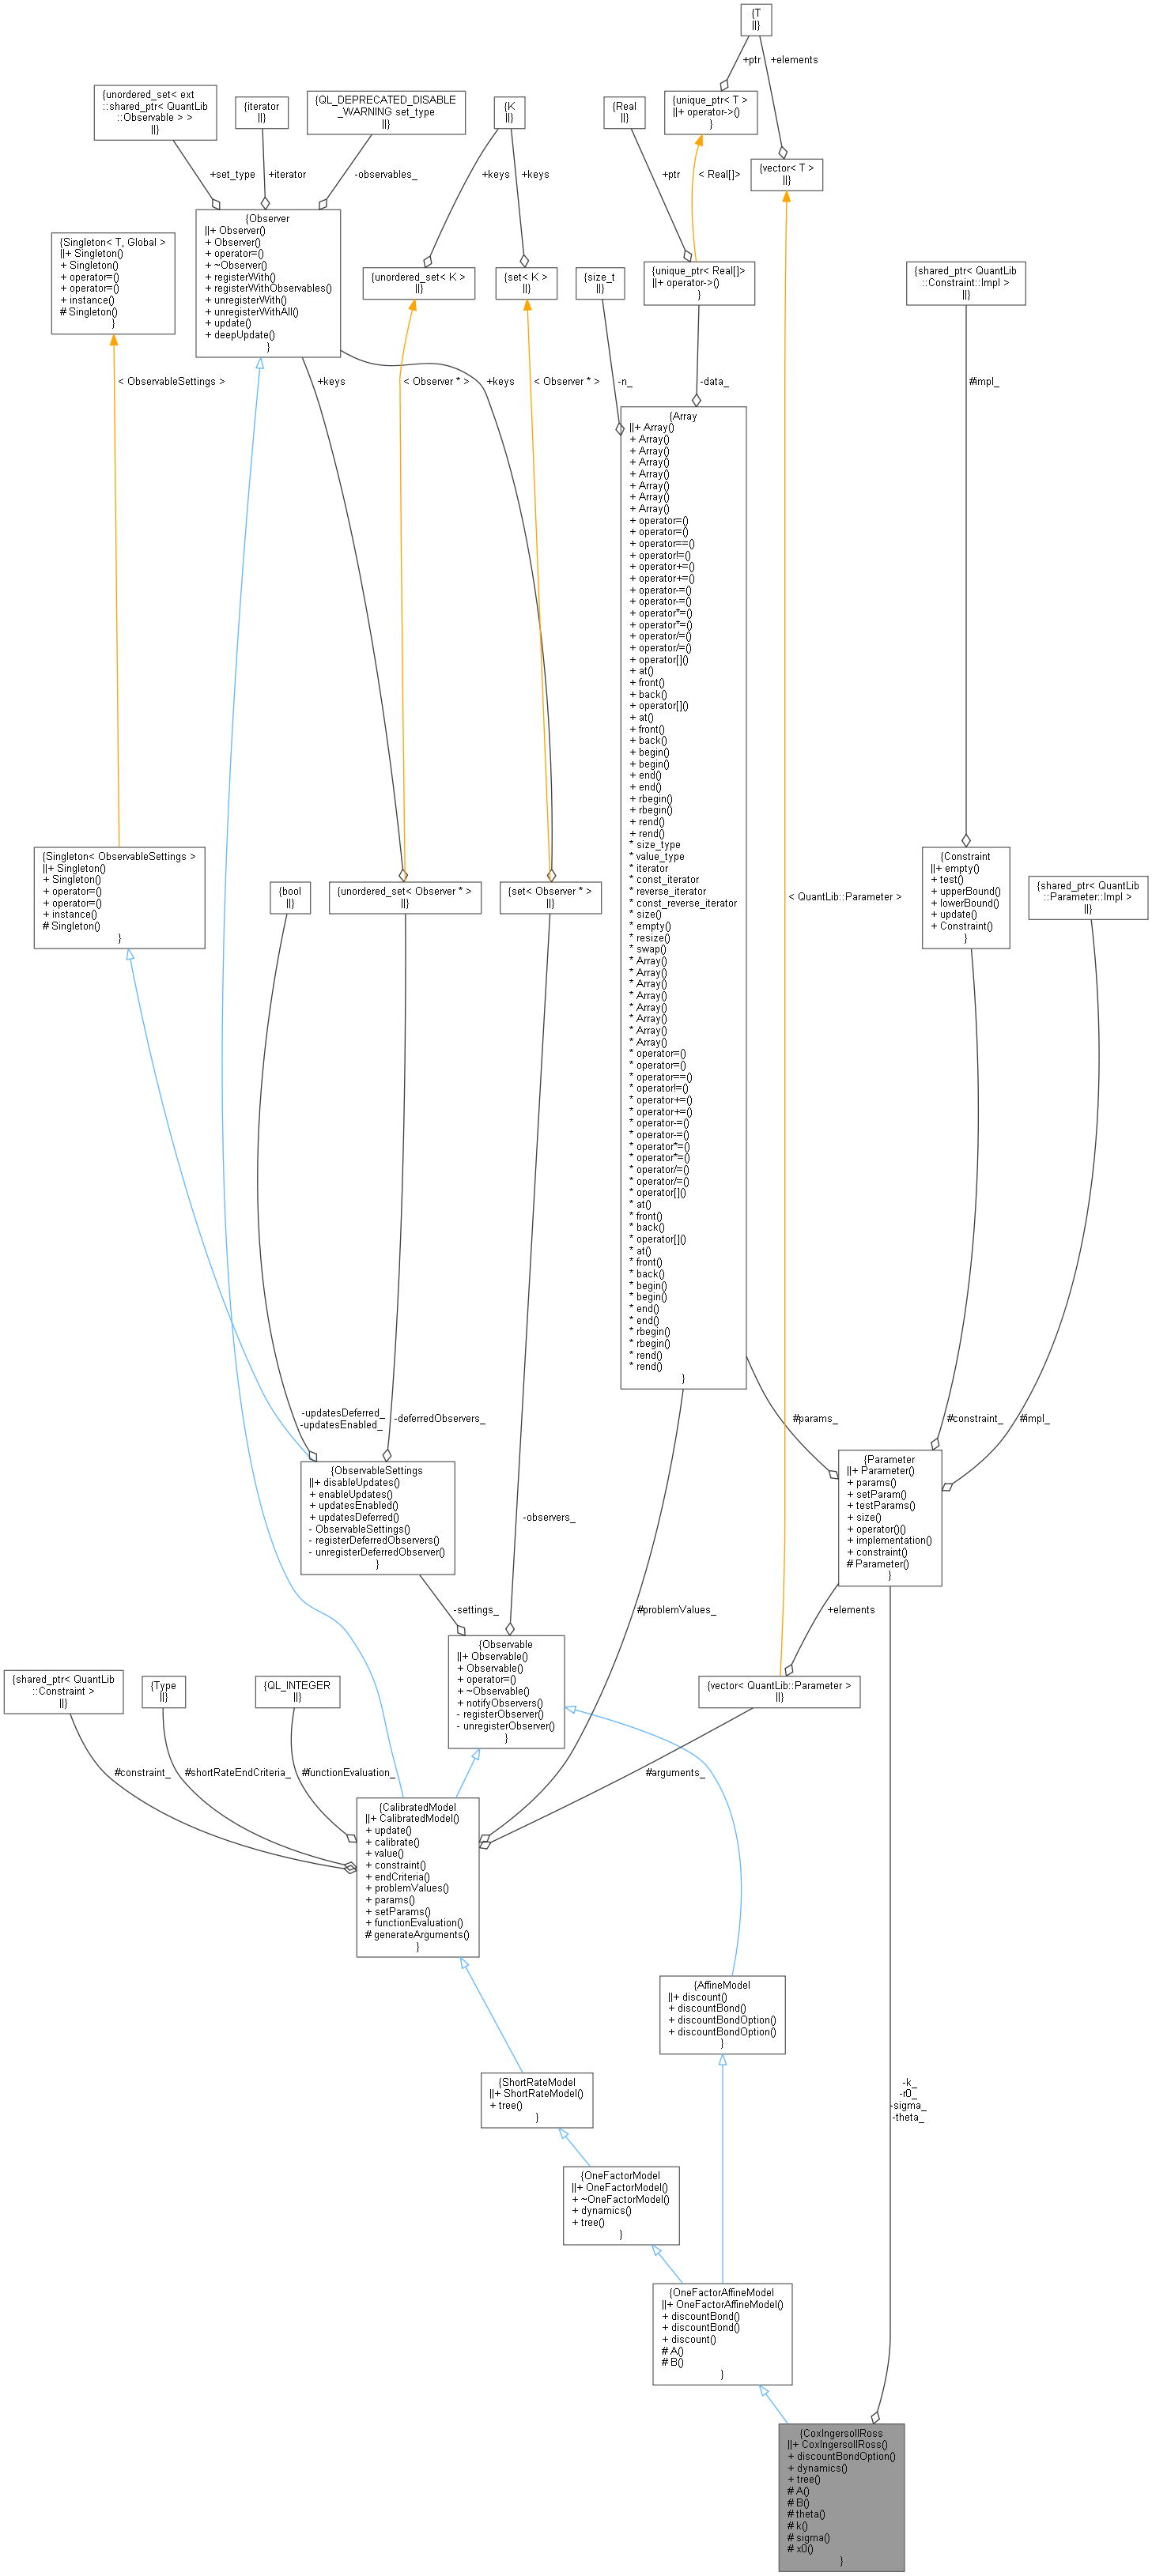 {T
||}
+ptr
+elements
{unordered_set< ext
::shared_ptr< QuantLib
::Observable > >
||}
{iterator
||}
{QL_DEPRECATED_DISABLE
_WARNING set_type
||}
{K
||}
{Real
||}
{unique_ptr< T >
||+ operator->()
}
{vector< T >
||}
+set_type
+iterator
-observables_
+keys
+keys
+ptr
< Real[]>
{Observer
||+ Observer()
+ Observer()
+ operator=()
+ ~Observer()
+ registerWith()
+ registerWithObservables()
+ unregisterWith()
+ unregisterWithAll()
+ update()
+ deepUpdate()
}
{Singleton< T, Global >
||+ Singleton()
+ Singleton()
+ operator=()
+ operator=()
+ instance()
# Singleton()
}
{unordered_set< K >
||}
{set< K >
||}
{size_t
||}
{unique_ptr< Real[]>
||+ operator->()
}
{shared_ptr< QuantLib
::Constraint::Impl >
||}
< ObservableSettings >
+keys
< Observer * >
+keys
< Observer * >
-n_
-data_
#impl_
{Array
||+ Array()
+ Array()
+ Array()
+ Array()
+ Array()
+ Array()
+ Array()
+ Array()
+ operator=()
+ operator=()
+ operator==()
+ operator!=()
+ operator+=()
+ operator+=()
+ operator-=()
+ operator-=()
+ operator*=()
+ operator*=()
+ operator/=()
+ operator/=()
+ operator[]()
+ at()
+ front()
+ back()
+ operator[]()
+ at()
+ front()
+ back()
+ begin()
+ begin()
+ end()
+ end()
+ rbegin()
+ rbegin()
+ rend()
+ rend()
* size_type
* value_type
* iterator
* const_iterator
* reverse_iterator
* const_reverse_iterator
* size()
* empty()
* resize()
* swap()
* Array()
* Array()
* Array()
* Array()
* Array()
* Array()
* Array()
* Array()
* operator=()
* operator=()
* operator==()
* operator!=()
* operator+=()
* operator+=()
* operator-=()
* operator-=()
* operator*=()
* operator*=()
* operator/=()
* operator/=()
* operator[]()
* at()
* front()
* back()
* operator[]()
* at()
* front()
* back()
* begin()
* begin()
* end()
* end()
* rbegin()
* rbegin()
* rend()
* rend()
}
{Singleton< ObservableSettings >
||+ Singleton()
+ Singleton()
+ operator=()
+ operator=()
+ instance()
# Singleton()
}
{bool
||}
{unordered_set< Observer * >
||}
{set< Observer * >
||}
< QuantLib::Parameter >
{Constraint
||+ empty()
+ test()
+ upperBound()
+ lowerBound()
+ update()
+ Constraint()
}
{shared_ptr< QuantLib
::Parameter::Impl >
||}
-updatesDeferred_
-updatesEnabled_
-deferredObservers_
#params_
#constraint_
#impl_
{ObservableSettings
||+ disableUpdates()
+ enableUpdates()
+ updatesEnabled()
+ updatesDeferred()
- ObservableSettings()
- registerDeferredObservers()
- unregisterDeferredObserver()
}
-observers_
{Parameter
||+ Parameter()
+ params()
+ setParam()
+ testParams()
+ size()
+ operator()()
+ implementation()
+ constraint()
# Parameter()
}
-settings_
#problemValues_
+elements
{Observable
||+ Observable()
+ Observable()
+ operator=()
+ ~Observable()
+ notifyObservers()
- registerObserver()
- unregisterObserver()
}
{shared_ptr< QuantLib
::Constraint >
||}
{Type
||}
{QL_INTEGER
||}
{vector< QuantLib::Parameter >
||}
#constraint_
#shortRateEndCriteria_
#functionEvaluation_
#arguments_
{CalibratedModel
||+ CalibratedModel()
+ update()
+ calibrate()
+ value()
+ constraint()
+ endCriteria()
+ problemValues()
+ params()
+ setParams()
+ functionEvaluation()
# generateArguments()
}
{AffineModel
||+ discount()
+ discountBond()
+ discountBondOption()
+ discountBondOption()
}
{ShortRateModel
||+ ShortRateModel()
+ tree()
}
-k_
-r0_
-sigma_
-theta_
{OneFactorModel
||+ OneFactorModel()
+ ~OneFactorModel()
+ dynamics()
+ tree()
}
{OneFactorAffineModel
||+ OneFactorAffineModel()
+ discountBond()
+ discountBond()
+ discount()
# A()
# B()
}
{CoxIngersollRoss
||+ CoxIngersollRoss()
+ discountBondOption()
+ dynamics()
+ tree()
# A()
# B()
# theta()
# k()
# sigma()
# x0()
}